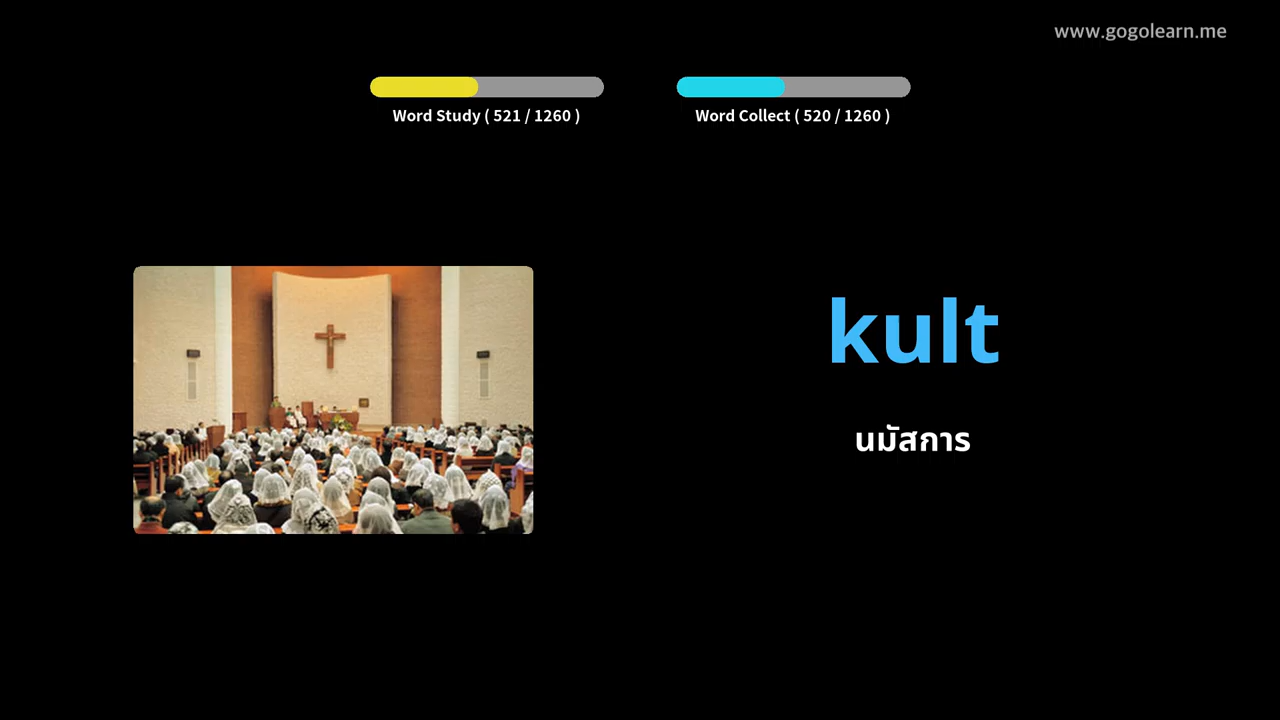 www.gogolearn.me
Word Study ( 521 / 1260 )
Word Collect ( 520 / 1260 )
kult
นมัสการ